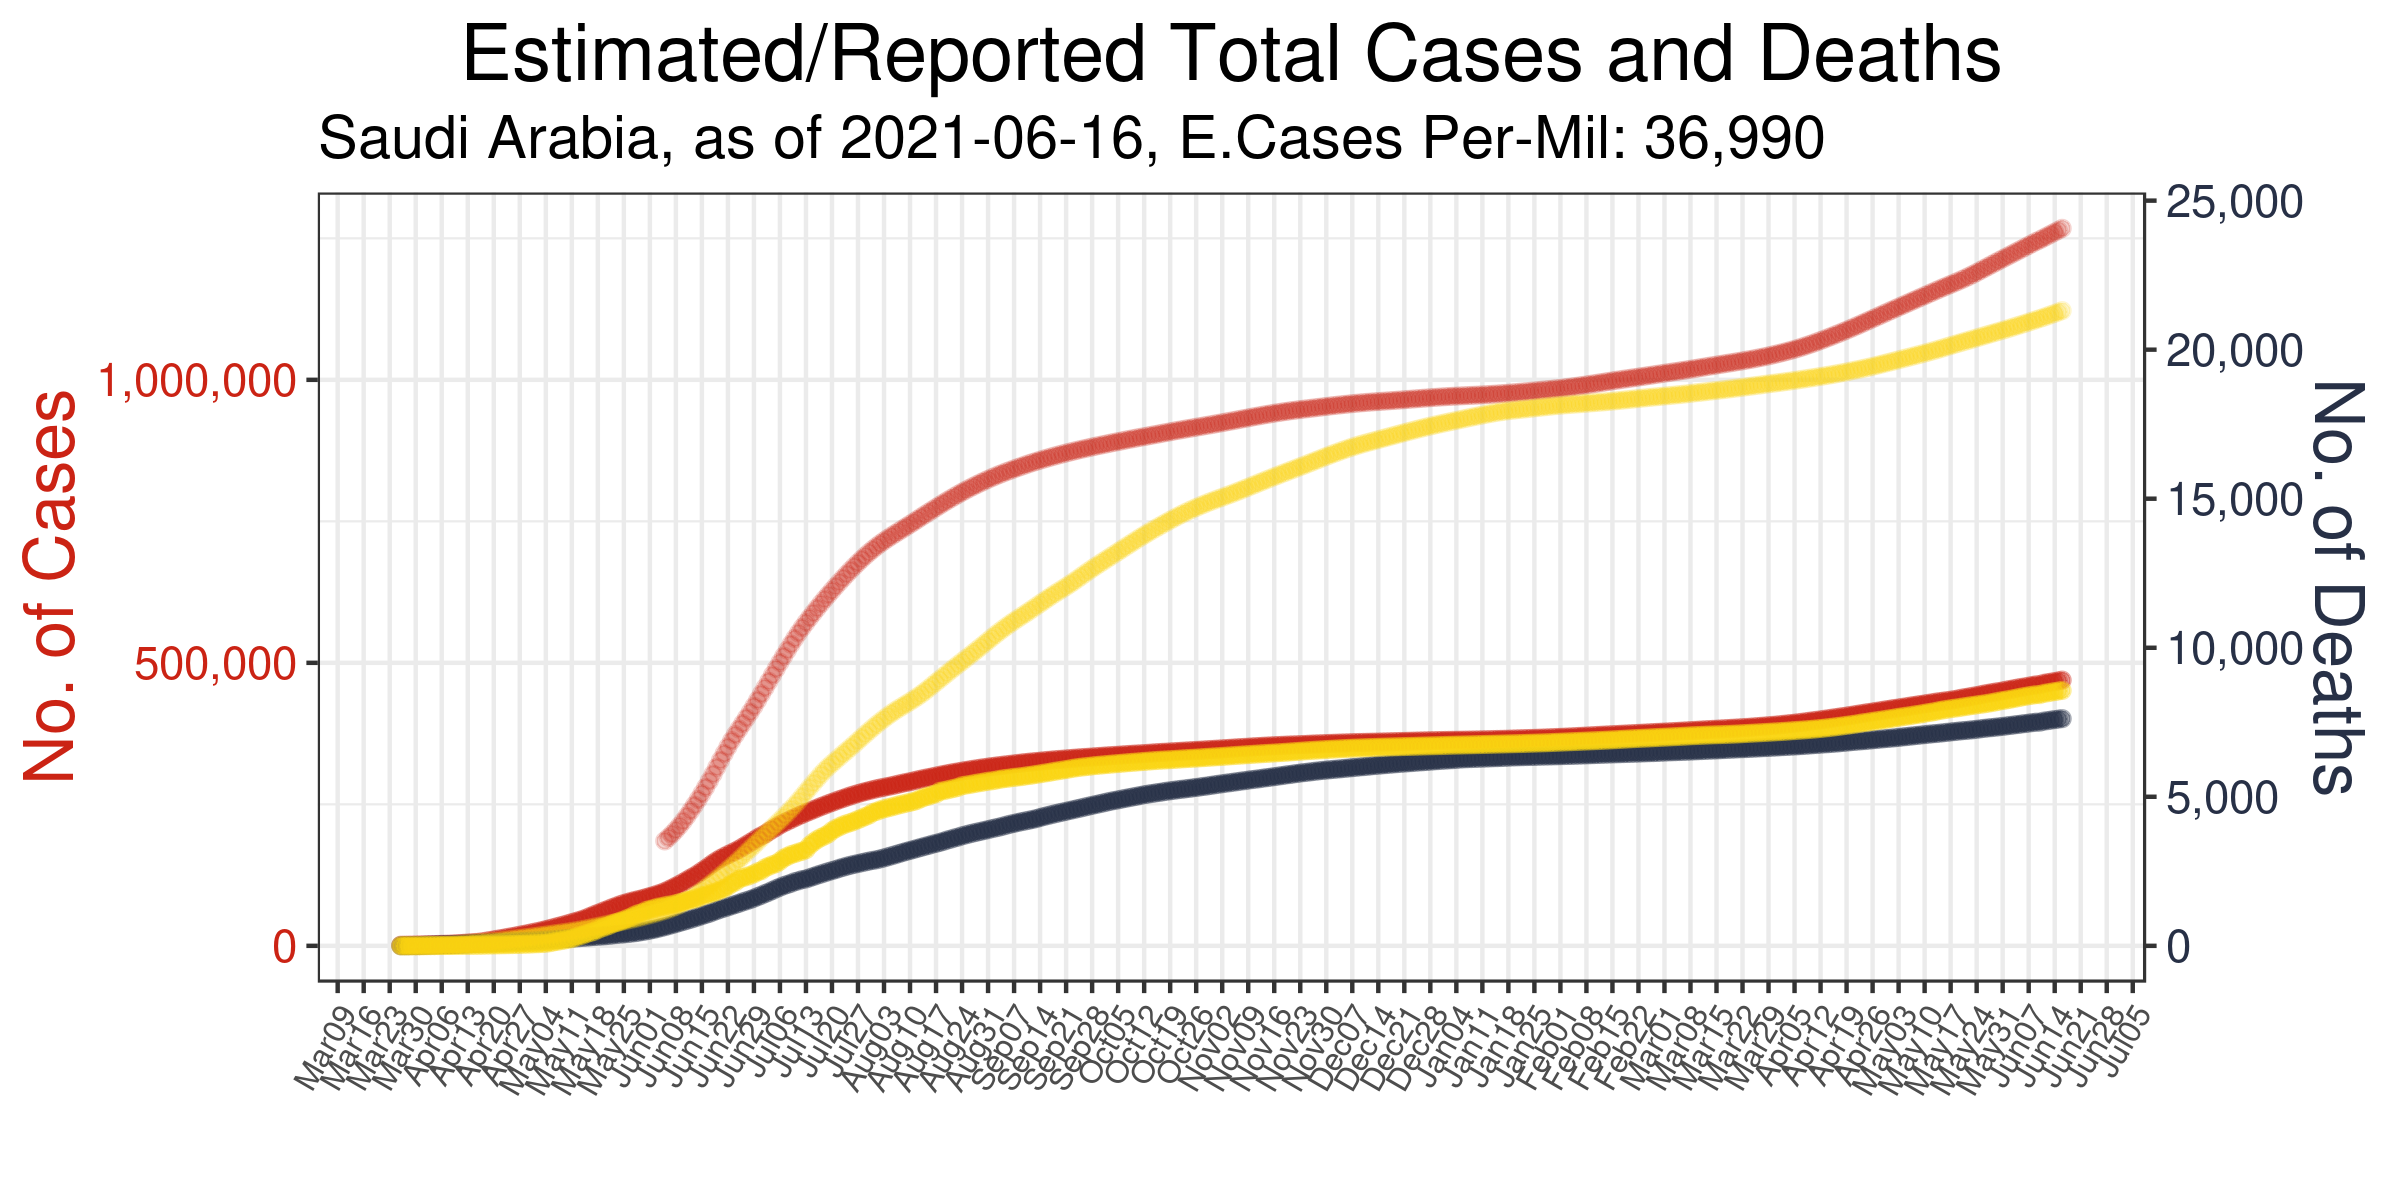 Estimated/Reported Total Cases and Deaths
Saudi Arabia, as of 2021-06-16, E.Cases Per-Mil: 36,990
No. of Cases
1,000,000
500,000
0
25,000
20,000
15,000
10,000
5,000
0
No. of Deaths
Mar09
Mar16
Mar23
Mar30
Apr06
Apr13
Apr20
Apr27
May04
May11
May18
May25
Jun01
Jun08
Jun15
Jun22
Jun29
Jul06
Jul13
Jul20
Jul27
Aug03
Aug10
Aug17
Aug24
Aug31
Sep07
Sep14
Sep21
Sep28
Oct05
Oct12
Oct19
Oct26
Nov02
Nov09
Nov16
Nov23
Nov30
Dec07
Dec14
Dec21
Dec28
Jan04
Jan11
Jan18
Jan25
Feb01
Feb08
Feb15
Feb22
Mar01
Mar08
Mar15
Mar22
Mar29
Apr05
Apr12
Apr19
Apr26
May03
May10
May17
May24
May31
Jun07
Jun14
Jun21
Jun28
Jul05